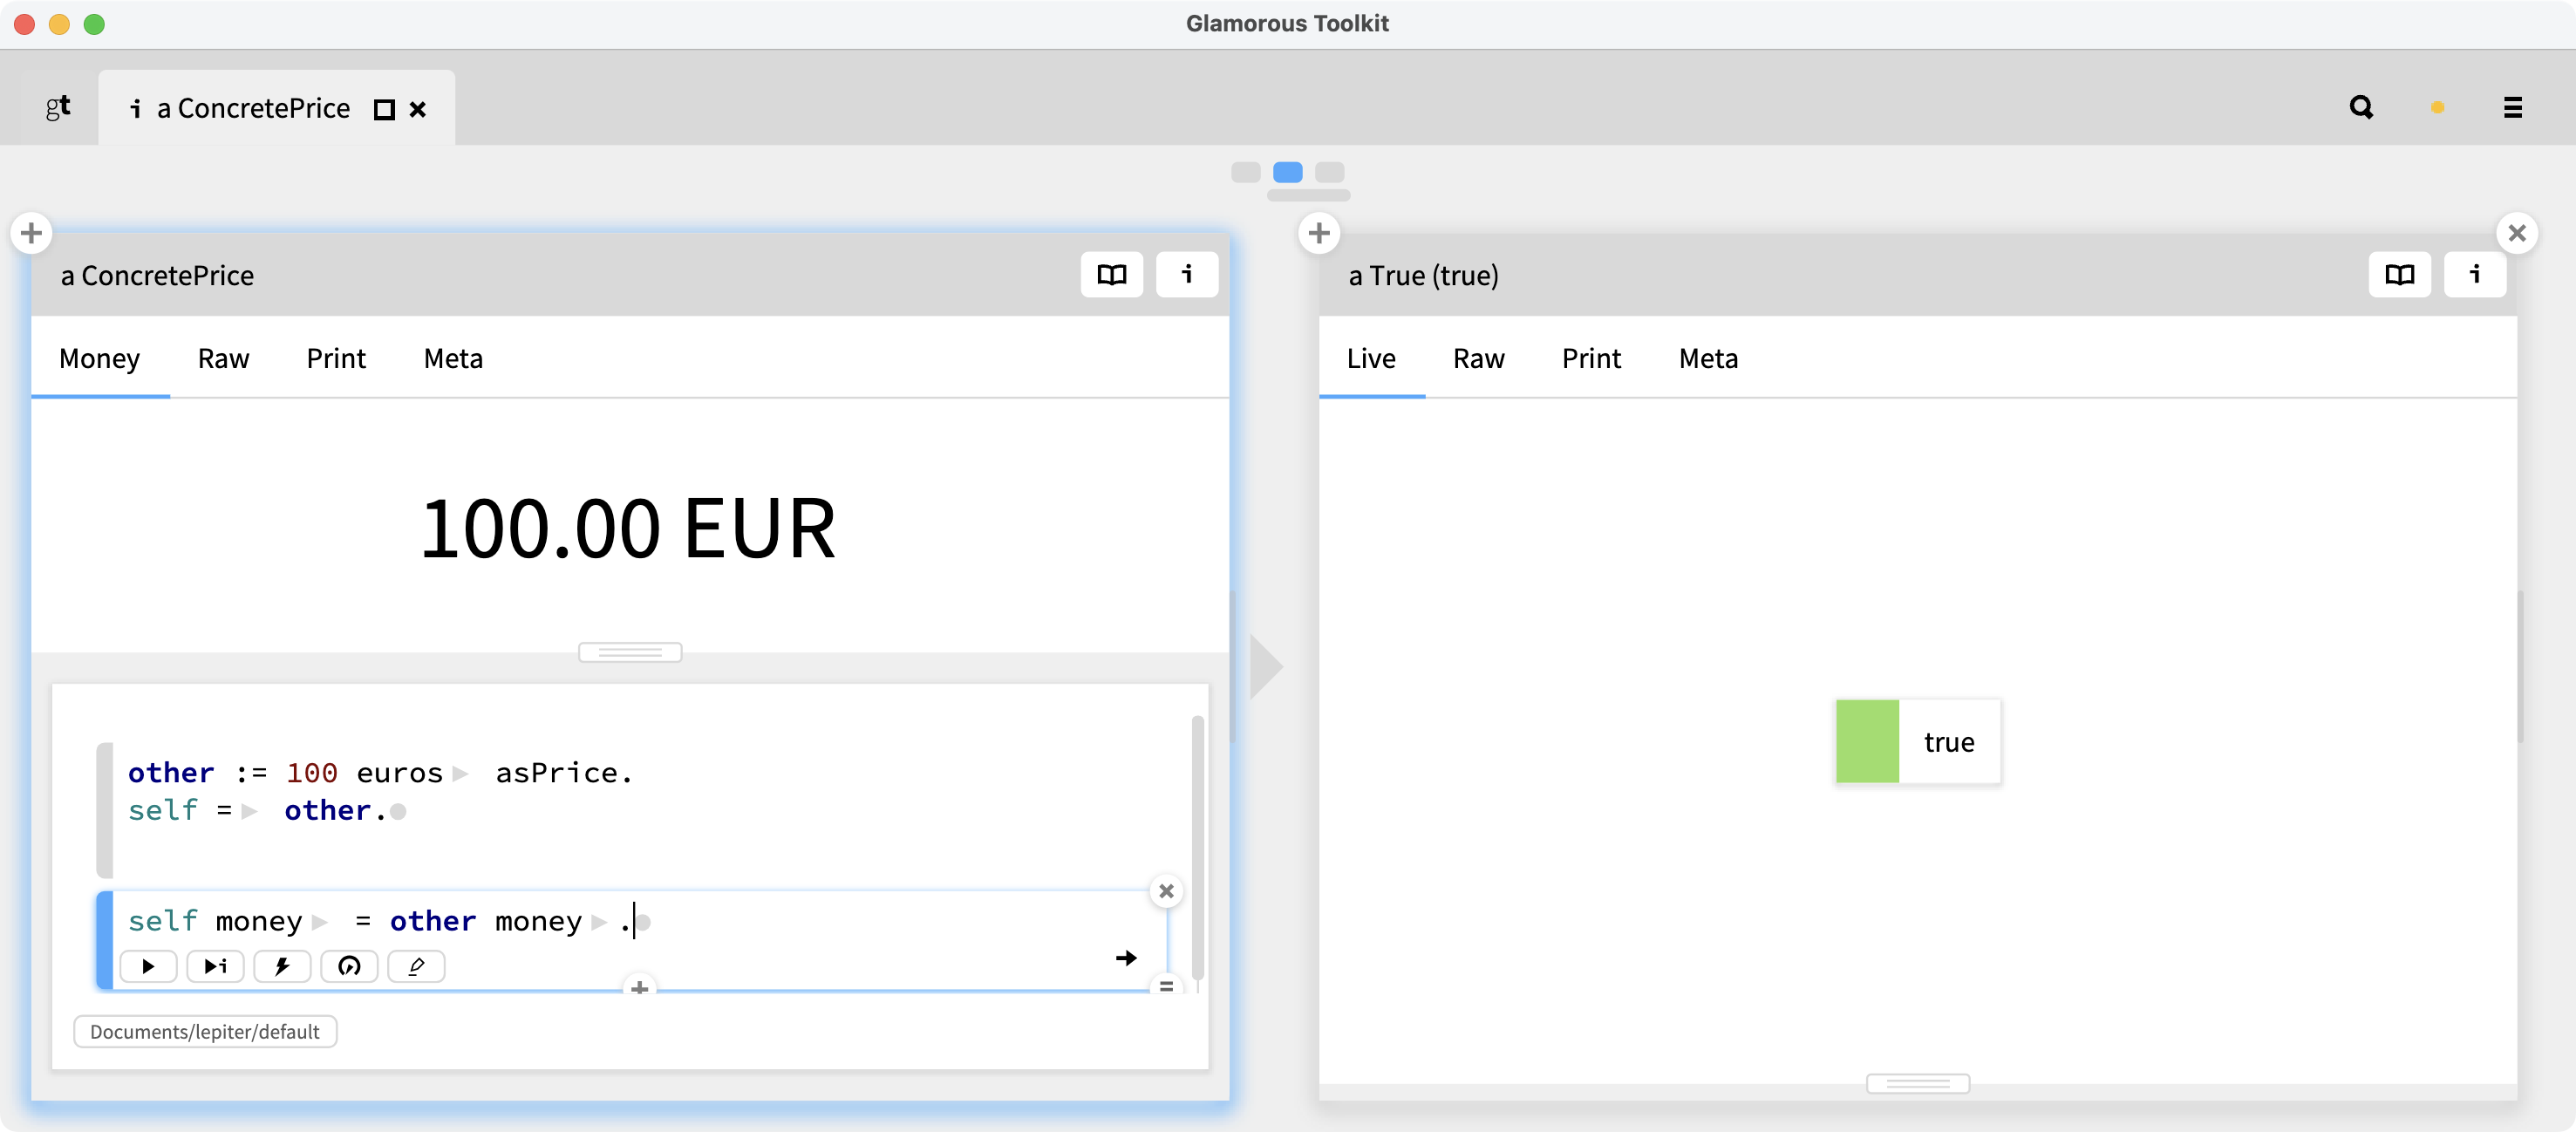 Glamorous Toolkit
gt
i a ConcretePrice
a ConcretePrice
i
Money Raw Print Meta
100.00 EUR
other := 100 euros asPrice.
self = other.
self money = other money .
i
Documents/lepiter/default
a True (true)
i
Live Raw Print Meta
true